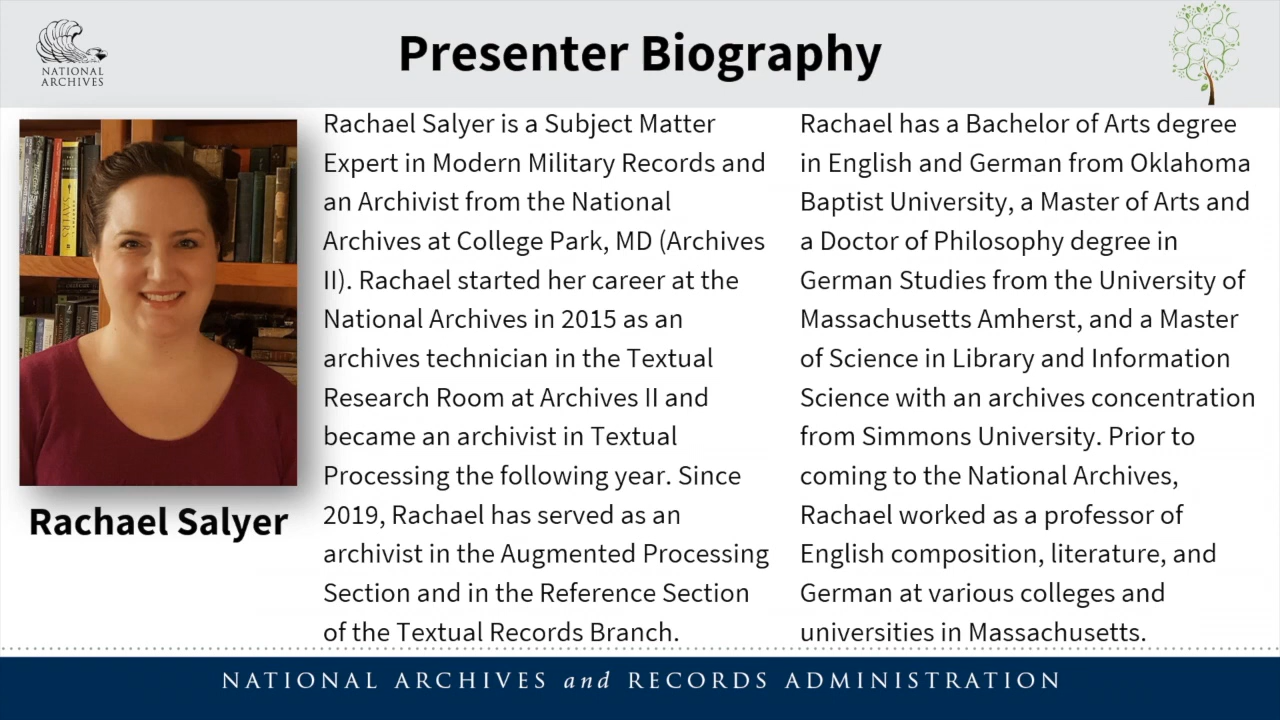 NATIONAL
ARCHIVES
Presenter Biography
Rachael Salyer
Rachael Salyer is a Subject Matter
Expert in Modern Military Records and
an Archivist from the National
Archives at College Park, MD (Archives
II). Rachael started her career at the
National Archives in 2015 as an
archives technician in the Textual
Research Room at Archives II and
became an archivist in Textual
Processing the following year. Since
2019, Rachael has served as an
archivist in the Augmented Processing
Section and in the Reference Section
of the Textual Records Branch.
Rachael has a Bachelor of Arts degree
in English and German from Oklahoma
Baptist University, a Master of Arts and
a Doctor of Philosophy degree in
German Studies from the University of
Massachusetts Amherst, and a Master
of Science in Library and Information
Science with an archives concentration
from Simmons University. Prior to
coming to the National Archives,
Rachael worked as a professor of
English composition, literature, and
German at various colleges and
universities in Massachusetts.
NATIONAL ARCHIVES and RECORDS ADMINISTRATION